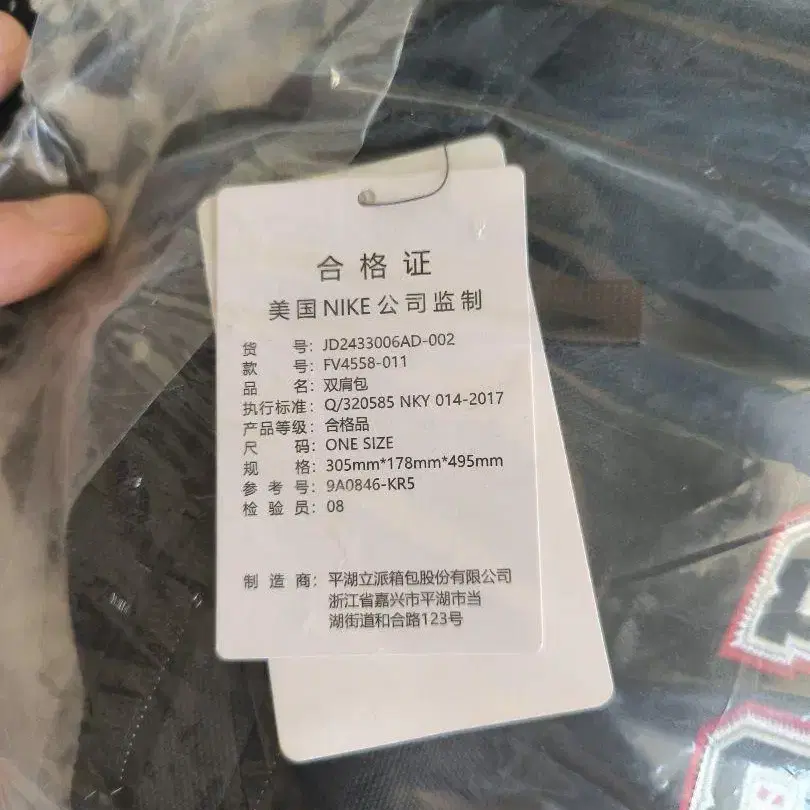 合格证
美国NIKE公司监制
货号：JD2433006AD-002
款号：FV4558-011
品名：双肩包
执行标准：Q/320585 NKY 014-2017
产品等级：合格品
尺码：ONE SIZE
规格：305mm*178mm*495mm
参考号：9A0846-KR5
检验员：08
制造商：平湖立派箱包股份有限公司
浙江省嘉兴市平湖市当
湖街道和合路123号